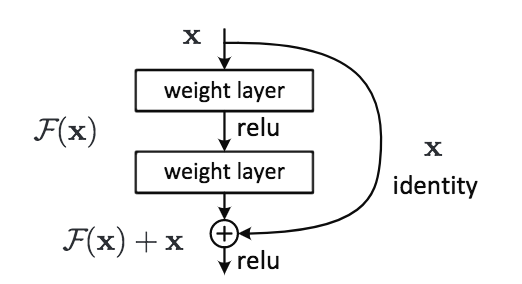 x
weight layer
relu
F(x)
weight layer
x
identity
F(x) + x
+
relu